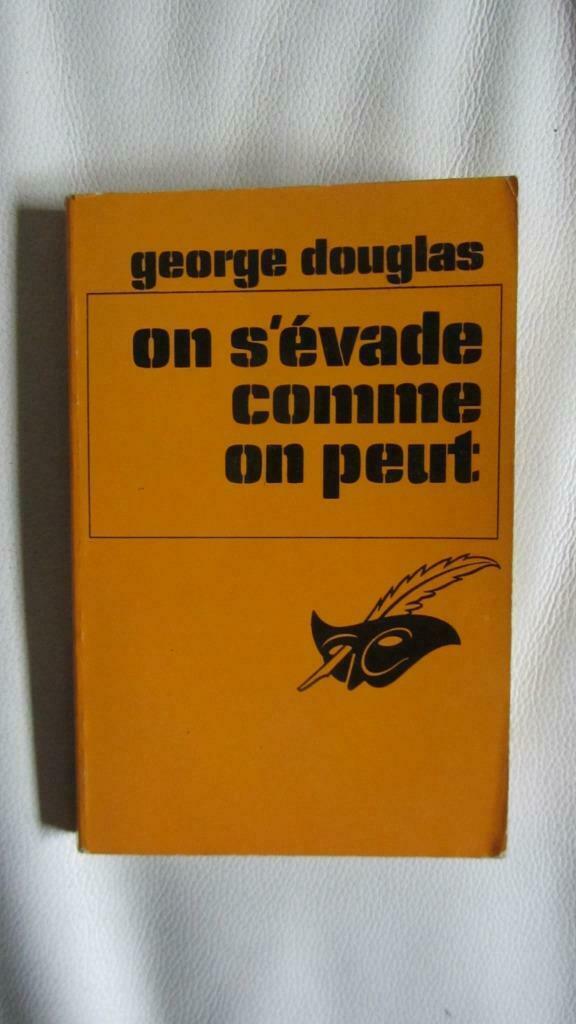 george douglas
on s'évade
comme
on peut